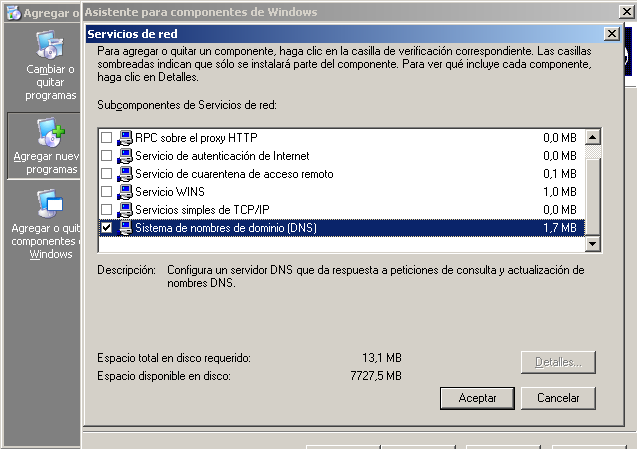 Agregar o
Asistente para componentes de Windows
Servicios de red
Cambiar o
quitar
programas
Agregar nuev
programas
Agregar o quit
componentes d
Windows
Para agregar o quitar un componente, haga clic en la casilla de verificación correspondiente. Las casillas
sombreadas indican que sólo se instalará parte del componente. Para ver qué incluye cada componente,
haga clic en Detalles.
Subcomponentes de Servicios de red:
RPC sobre el proxy HTTP 0,0 MB
Servicio de autenticación de Internet 0,0 MB
Servicio de cuarentena de acceso remoto 0,1 MB
Servicio WINS 1,0 MB
Servicios simples de TCP/IP 0,0 MB
Sistema de nombres de dominio (DNS) 1,7 MB
Descripción: Configura un servidor DNS que da respuesta a peticiones de consulta y actualización de
nombres DNS.
Espacio total en disco requerido: 13,1 MB
Espacio disponible en disco: 7727,5 MB
Detalles...
Aceptar
Cancelar